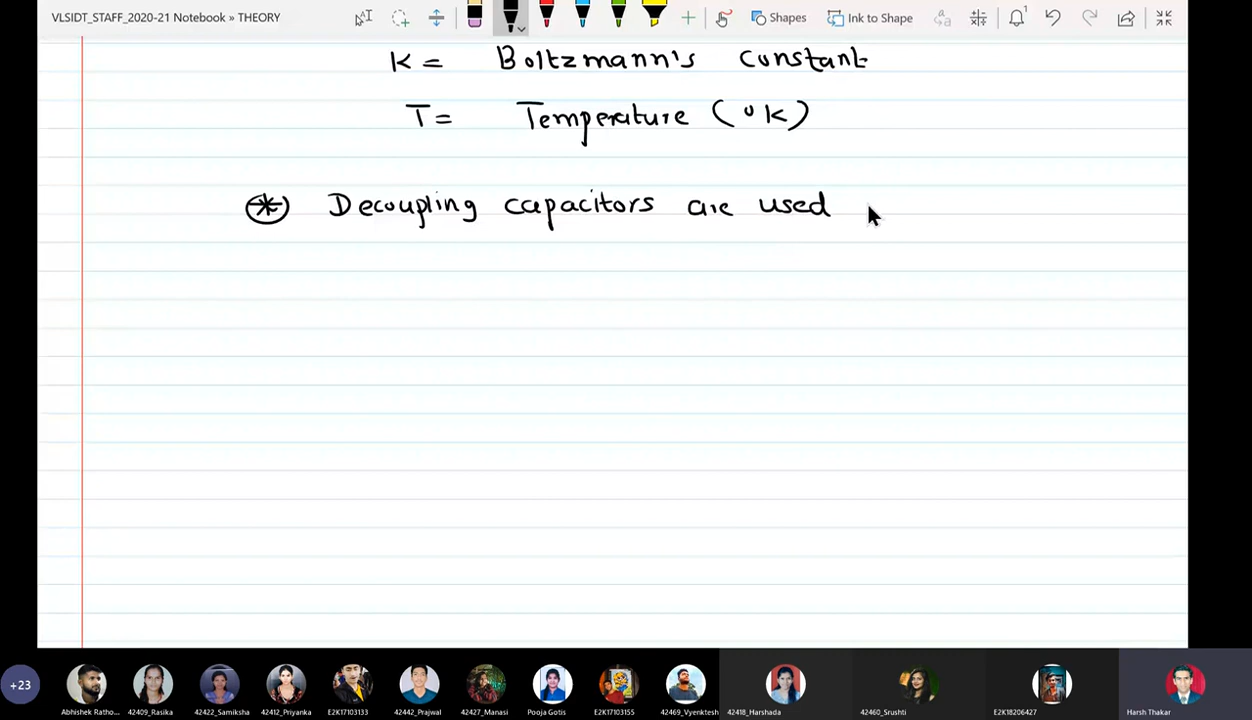 VLSIDT_STAFF_2020-21 Notebook » THEORY
Shapes
Ink to Shape
K = Boltzmann's constant
T = Temperature (°K)
Decoupling capacitors are used
+23
Abhishek Ratho...
42409_Rasika
42422_Samiksha
42412_Priyanka
E2K17103133
42442_Prajwal
42427_Manasi
Pooja Gotis
E2K17103155
42469_Vyenktesh
42418_Harshada
42460_Srushti
E2K18206427
Harsh Thakar